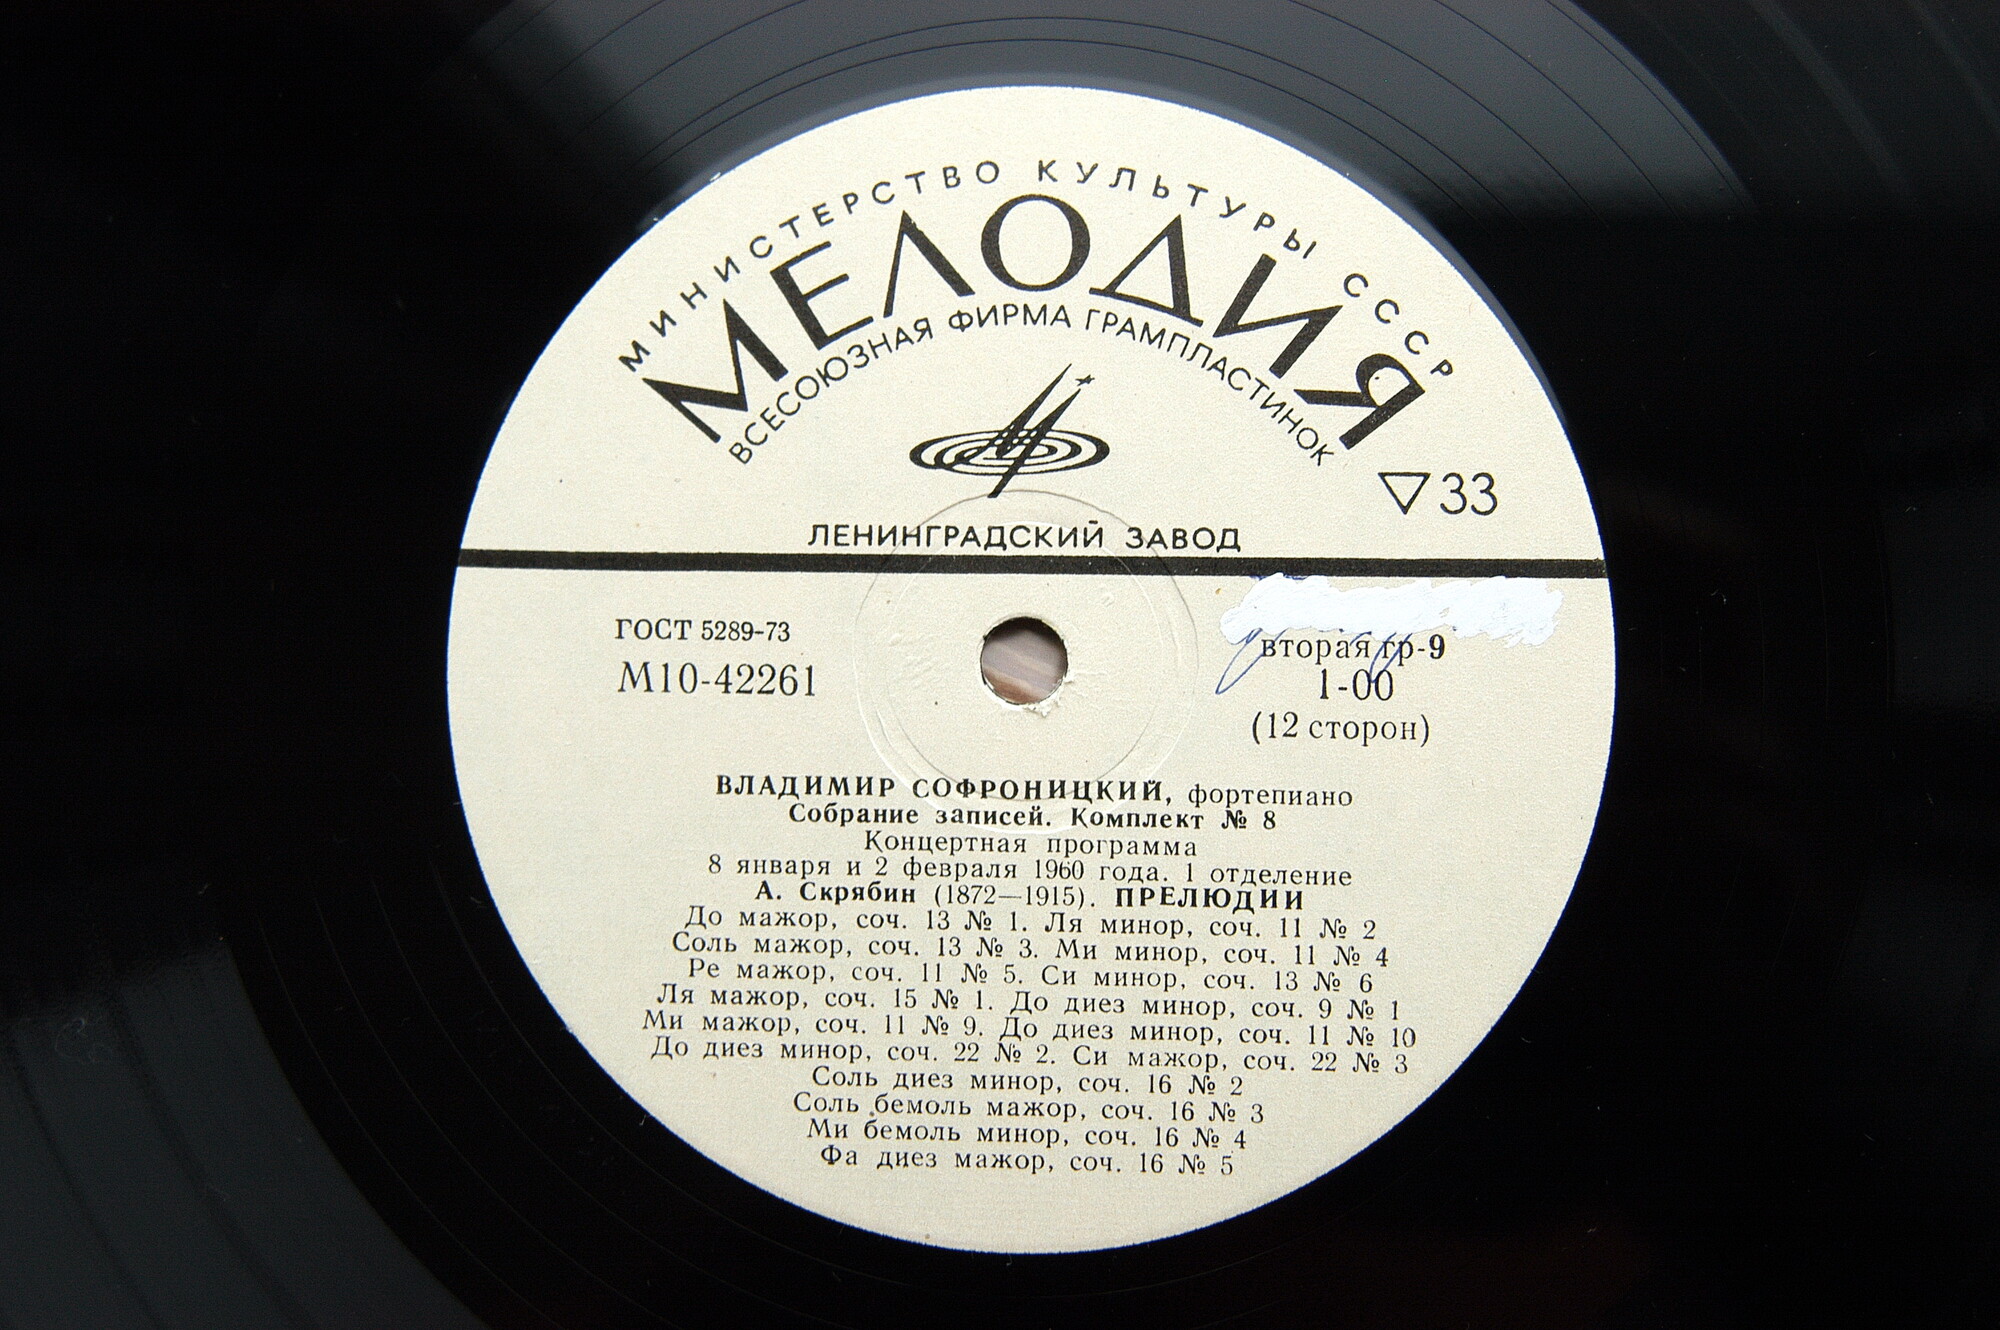 МИНИСТЕРСТВО КУЛЬТУРЫ СССР
МЕЛОДИЯ
ВСЕСОЮЗНАЯ ФИРМА ГРАМПЛАСТИНОК
33
ЛЕНИНГРАДСКИЙ ЗАВОД
ГОСТ 5289-73
М10-42261
вторая гр-9
1-00
(12 сторон)
ВЛАДИМИР СОФРОНИЦКИЙ, фортепиано
Собрание записей. Комплект № 8
Концертная программа
8 января и 2 февраля 1960 года. 1 отделение
А. Скрябин (1872—1915). ПРЕЛЮДИИ
До мажор, соч. 13 № 1. Ля минор, соч. 11 № 2
Соль мажор, соч. 13 № 3. Ми минор, соч. 11 № 4
Ре мажор, соч. 11 № 5. Си минор, соч. 13 № 6
Ля мажор, соч. 15 № 1. До диез минор, соч. 9 № 1
Ми мажор, соч. 11 № 9. До диез минор, соч. 11 № 10
До диез минор, соч. 22 № 2. Си мажор, соч. 22 № 3
Соль диез минор, соч. 16 № 2
Соль бемоль мажор, соч. 16 № 3
Ми бемоль минор, соч. 16 № 4
Фа диез мажор, соч. 16 № 5